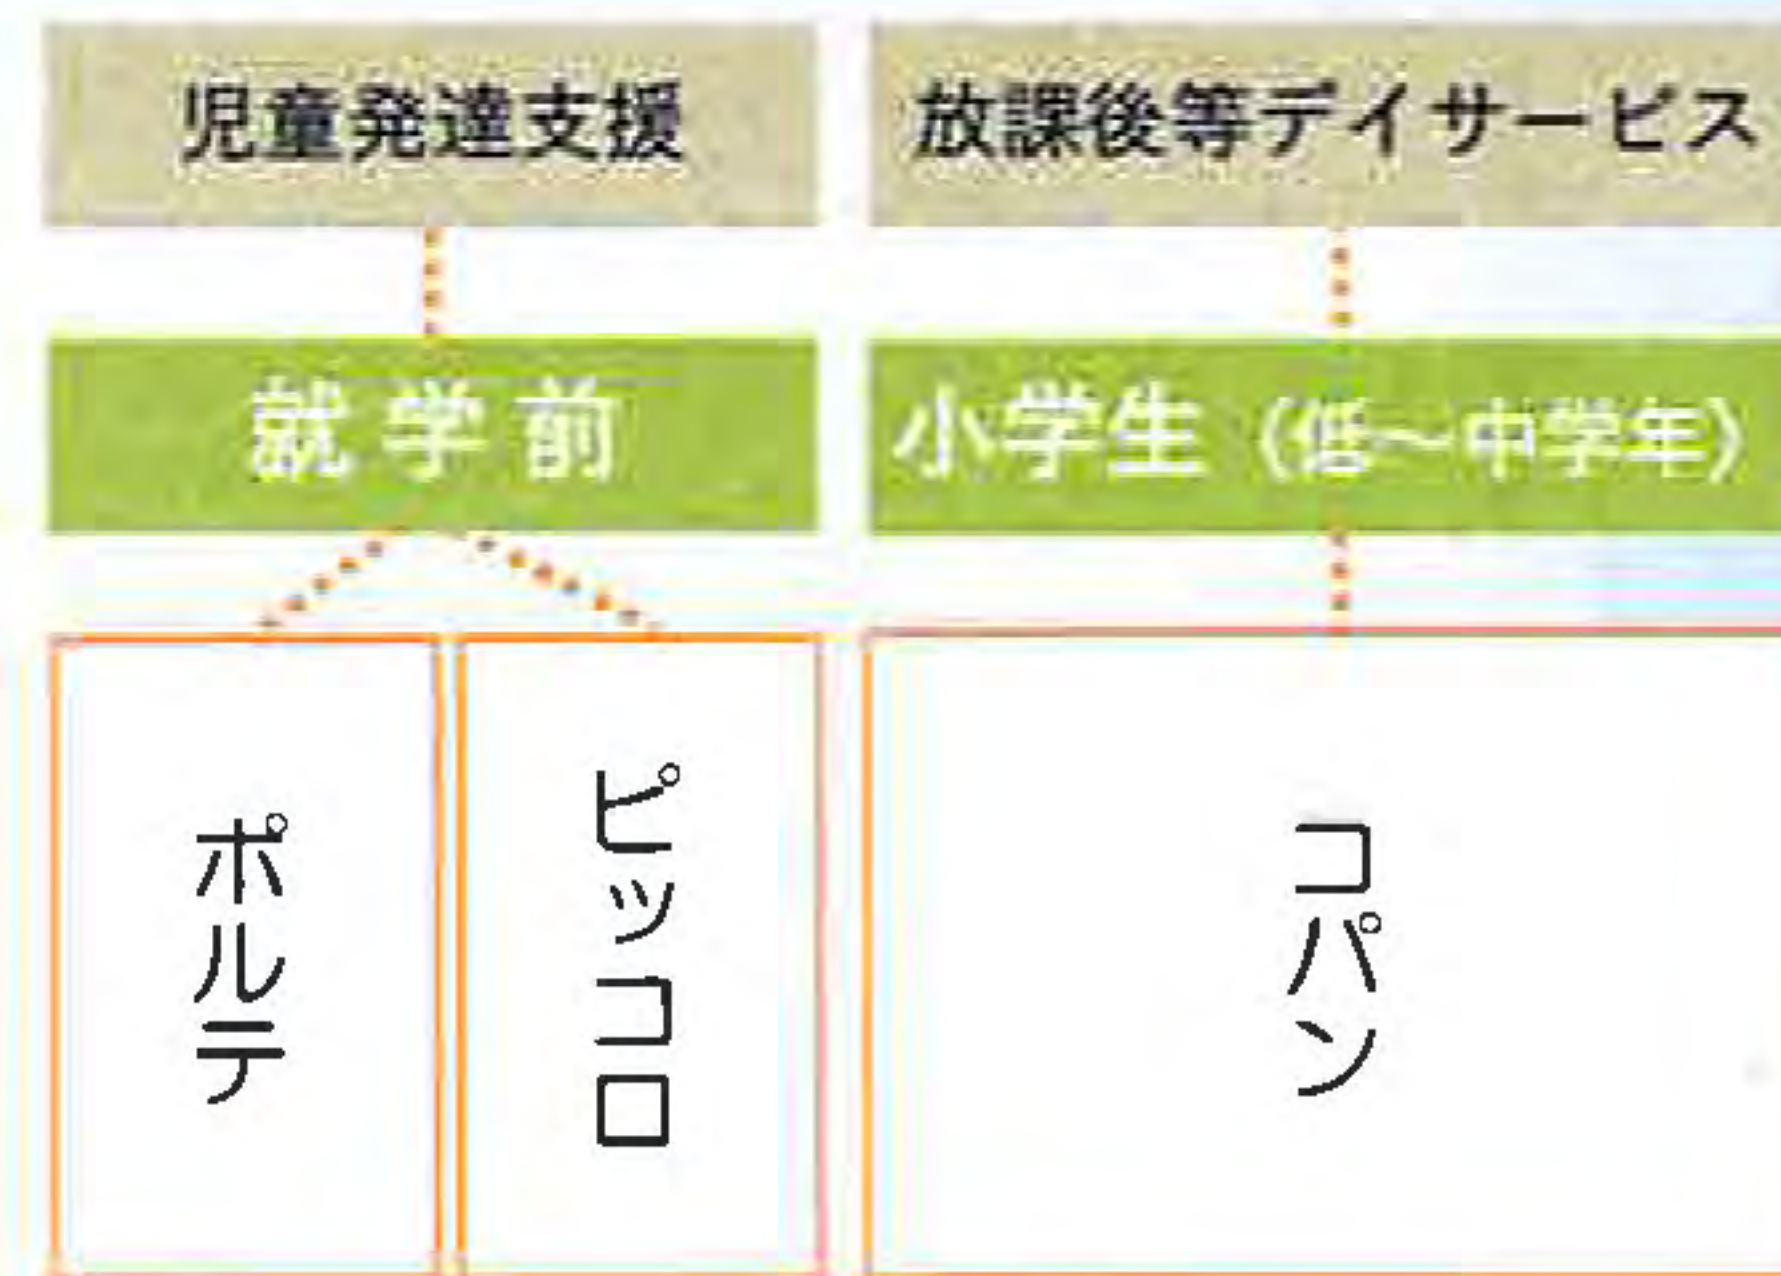 児童発達支援
放課後等デイサービス
就学前
小学生（低～中学年）
ポルテ
ピッコロ
コパン